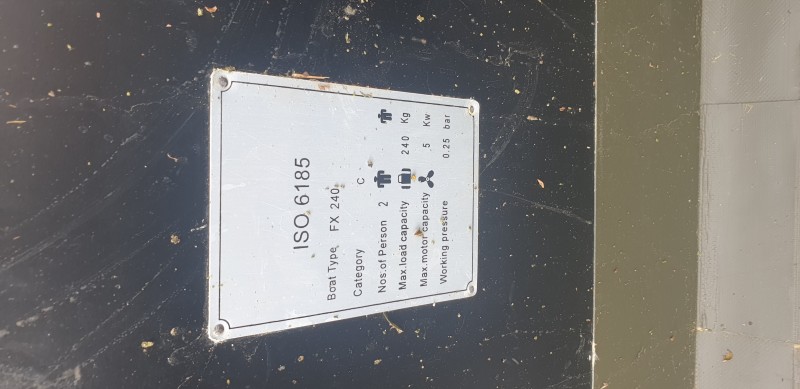 ISO 6185
Boat Type FX 240
Category C
Nos.of Person 2
Max.load capacity 240 Kg
Max.motor capacity 5 Kw
Working pressure 0.25 bar